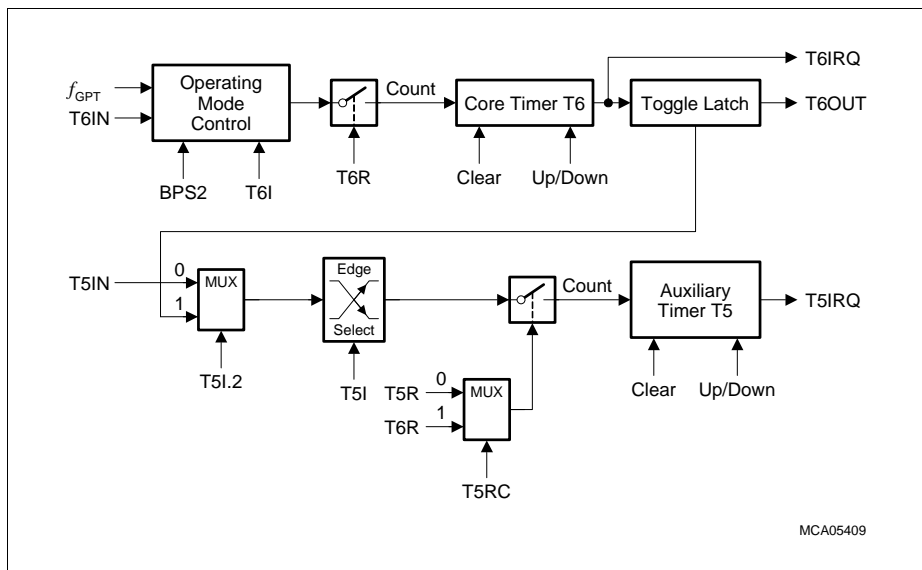 T6IRQ
f GPT
T6IN
Operating
Mode
Control
Count
Core Timer T6
Toggle Latch
T6OUT
BPS2
T6I
T6R
Clear
Up/Down
T5IN
0
1
MUX
Edge
Select
Count
Auxiliary
Timer T5
T5IRQ
T5I.2
T5I
T5R
0
T6R
1
MUX
Clear
Up/Down
T5RC
MCA05409